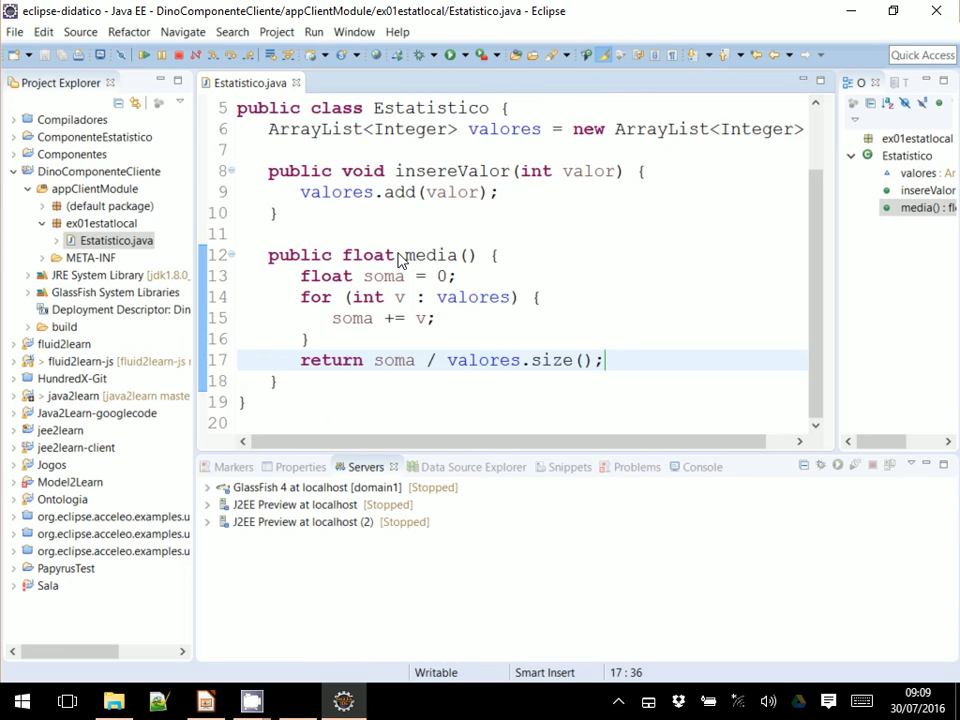 eclipse-didatico - Java EE - DinoComponenteCliente/appClientModule/ex01estatlocal/Estatistico.java - Eclipse
File Edit Source Refactor Navigate Search Project Run Window Help
Quick Access
Project Explorer
Compiladores
ComponenteEstatistico
Componentes
DinoComponenteCliente
appClientModule
(default package)
ex01estatlocal
Estatistico.java
META-INF
JRE System Library [jdk1.8.0_
GlassFish System Libraries
Deployment Descriptor: Din
build
fluid2learn
> fluid2learn-js [fluid2learn-js n
HundredX-Git
> java2learn [java2learn maste
Java2Learn-googlecode
jee2learn
jee2learn-client
Jogos
Model2Learn
Ontologia
org.eclipse.acceleo.examples.u
org.eclipse.acceleo.examples.u
org.eclipse.acceleo.examples.u
PapyrusTest
Sala
Estatistico.java
5 public class Estatistico {
6 ArrayList<Integer> valores = new ArrayList<Integer>
7
8 public void insereValor(int valor) {
9 valores.add(valor);
10 }
11
12 public float media() {
13 float soma = 0;
14 for (int v : valores) {
15 soma += v;
16 }
17 return soma / valores.size();
18 }
19 }
20
O
T
ex01estatlocal
Estatistico
valores : Ar
insereValor
media() : fl
Markers Properties Servers Data Source Explorer Snippets Problems Console
GlassFish 4 at localhost [domain1] [Stopped]
J2EE Preview at localhost [Stopped]
J2EE Preview at localhost (2) [Stopped]
Writable Smart Insert 17 : 36
09:09
30/07/2016